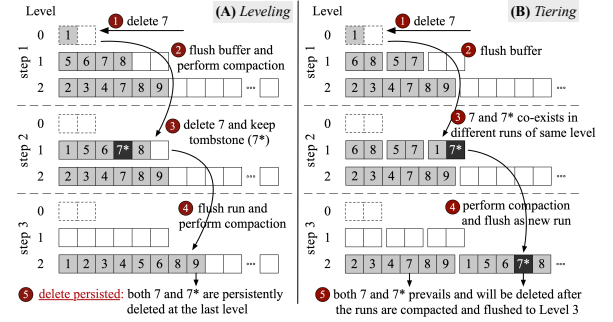 Level
(A) Leveling
step 1
0
1
1 delete 7
1
5 6 7 8
2 flush buffer and
perform compaction
2
2 3 4 7 8 9 ...
step 2
0
3 delete 7 and keep
tombstone (7*)
1
1 5 6 7* 8
2
2 3 4 7 8 9 ...
step 3
0
4 flush run and
perform compaction
1
2
1 2 3 4 5 6 8 9 ...
5 delete persisted: both 7 and 7* are persistently
deleted at the last level
Level
(B) Tiering
step 1
0
1
1 delete 7
1
6 8 5 7
2 flush buffer
2
2 3 4 7 8 9 ...
step 2
0
3 7 and 7* co-exists in
different runs of same level
1
6 8 5 7 1 7*
2
2 3 4 7 8 9 ...
step 3
0
4 perform compaction
and flush as new run
1
2
2 3 4 7 8 9 1 5 6 7* 8 ...
5 both 7 and 7* prevails and will be deleted after
the runs are compacted and flushed to Level 3